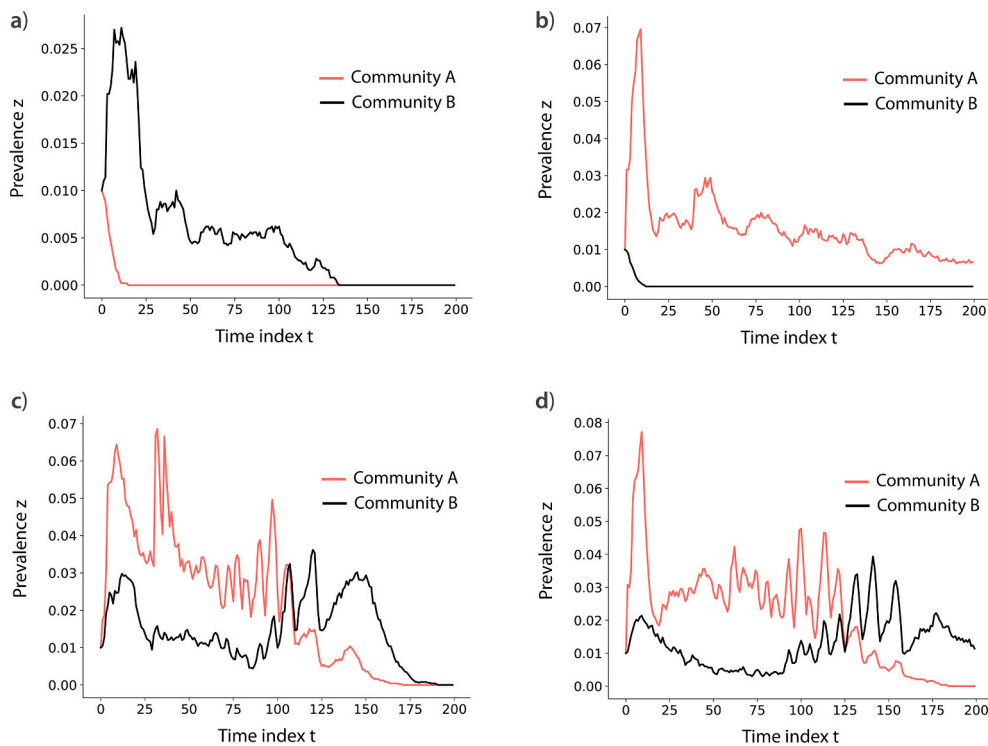 a)
Prevalence z
0.025
0.020
0.015
0.010
0.005
0.000
Community A
Community B
0 25 50 75 100 125 150 175 200
Time index t
b)
Prevalence z
0.07
0.06
0.05
0.04
0.03
0.02
0.01
0.00
Community A
Community B
0 25 50 75 100 125 150 175 200
Time index t
c)
Prevalence z
0.07
0.06
0.05
0.04
0.03
0.02
0.01
0.00
Community A
Community B
0 25 50 75 100 125 150 175 200
Time index t
d)
Prevalence z
0.08
0.07
0.06
0.05
0.04
0.03
0.02
0.01
0.00
Community A
Community B
0 25 50 75 100 125 150 175 200
Time index t